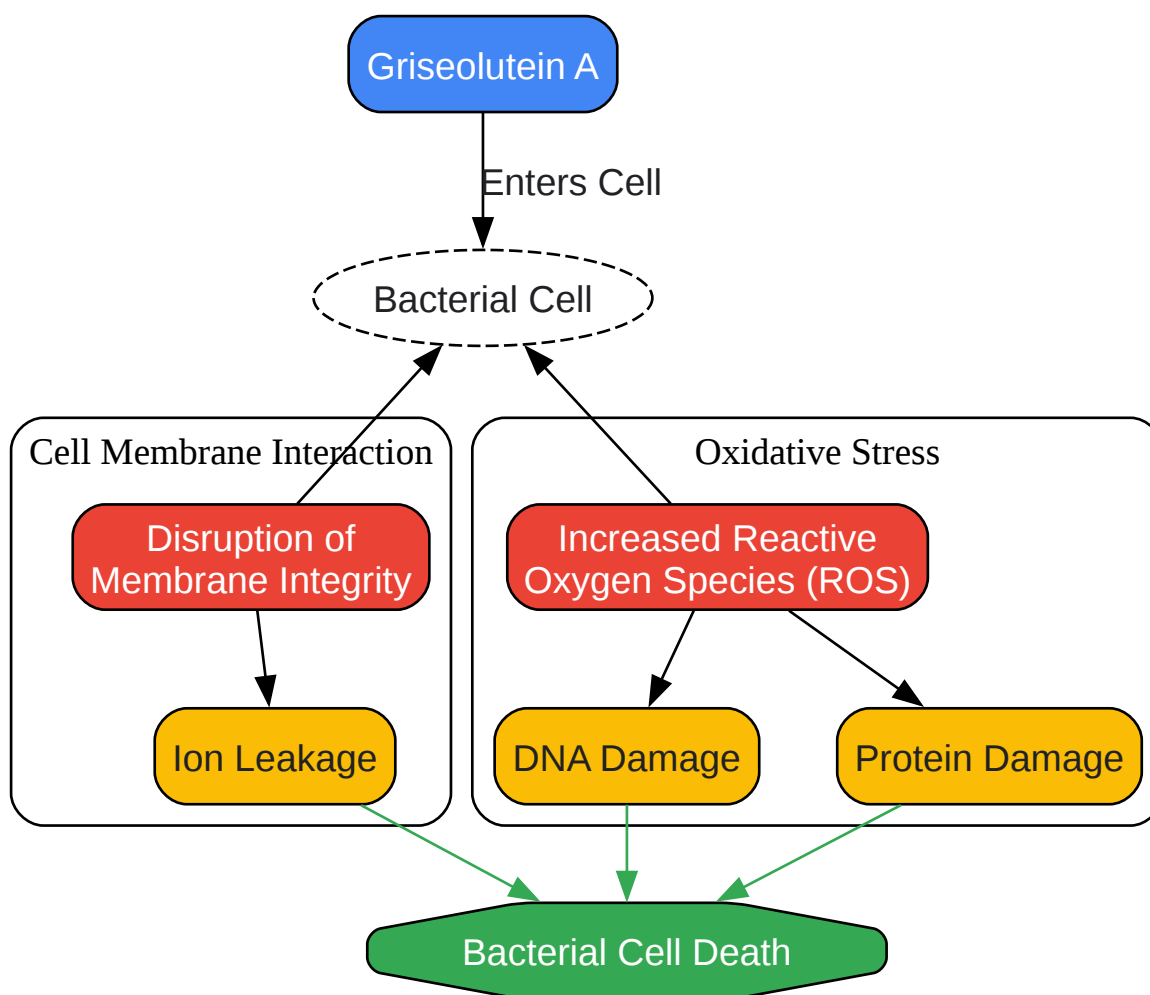 Griseolutein A
Enters Cell
Bacterial Cell
Cell Membrane Interaction
Oxidative Stress
Disruption of
Membrane Integrity
Increased Reactive
Oxygen Species (ROS)
Ion Leakage
DNA Damage
Protein Damage
Bacterial Cell Death